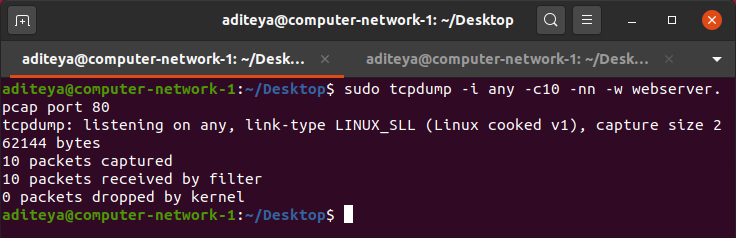 aditeya@computer-network-1: ~/Desktop
aditeya@computer-network-1: ~/Desk...
aditeya@computer-network-1: ~/Desk...
aditeya@computer-network-1:~/Desktop$ sudo tcpdump -i any -c10 -nn -w webserver.
pcap port 80
tcpdump: listening on any, link-type LINUX_SLL (Linux cooked v1), capture size 2
62144 bytes
10 packets captured
10 packets received by filter
0 packets dropped by kernel
aditeya@computer-network-1:~/Desktop$